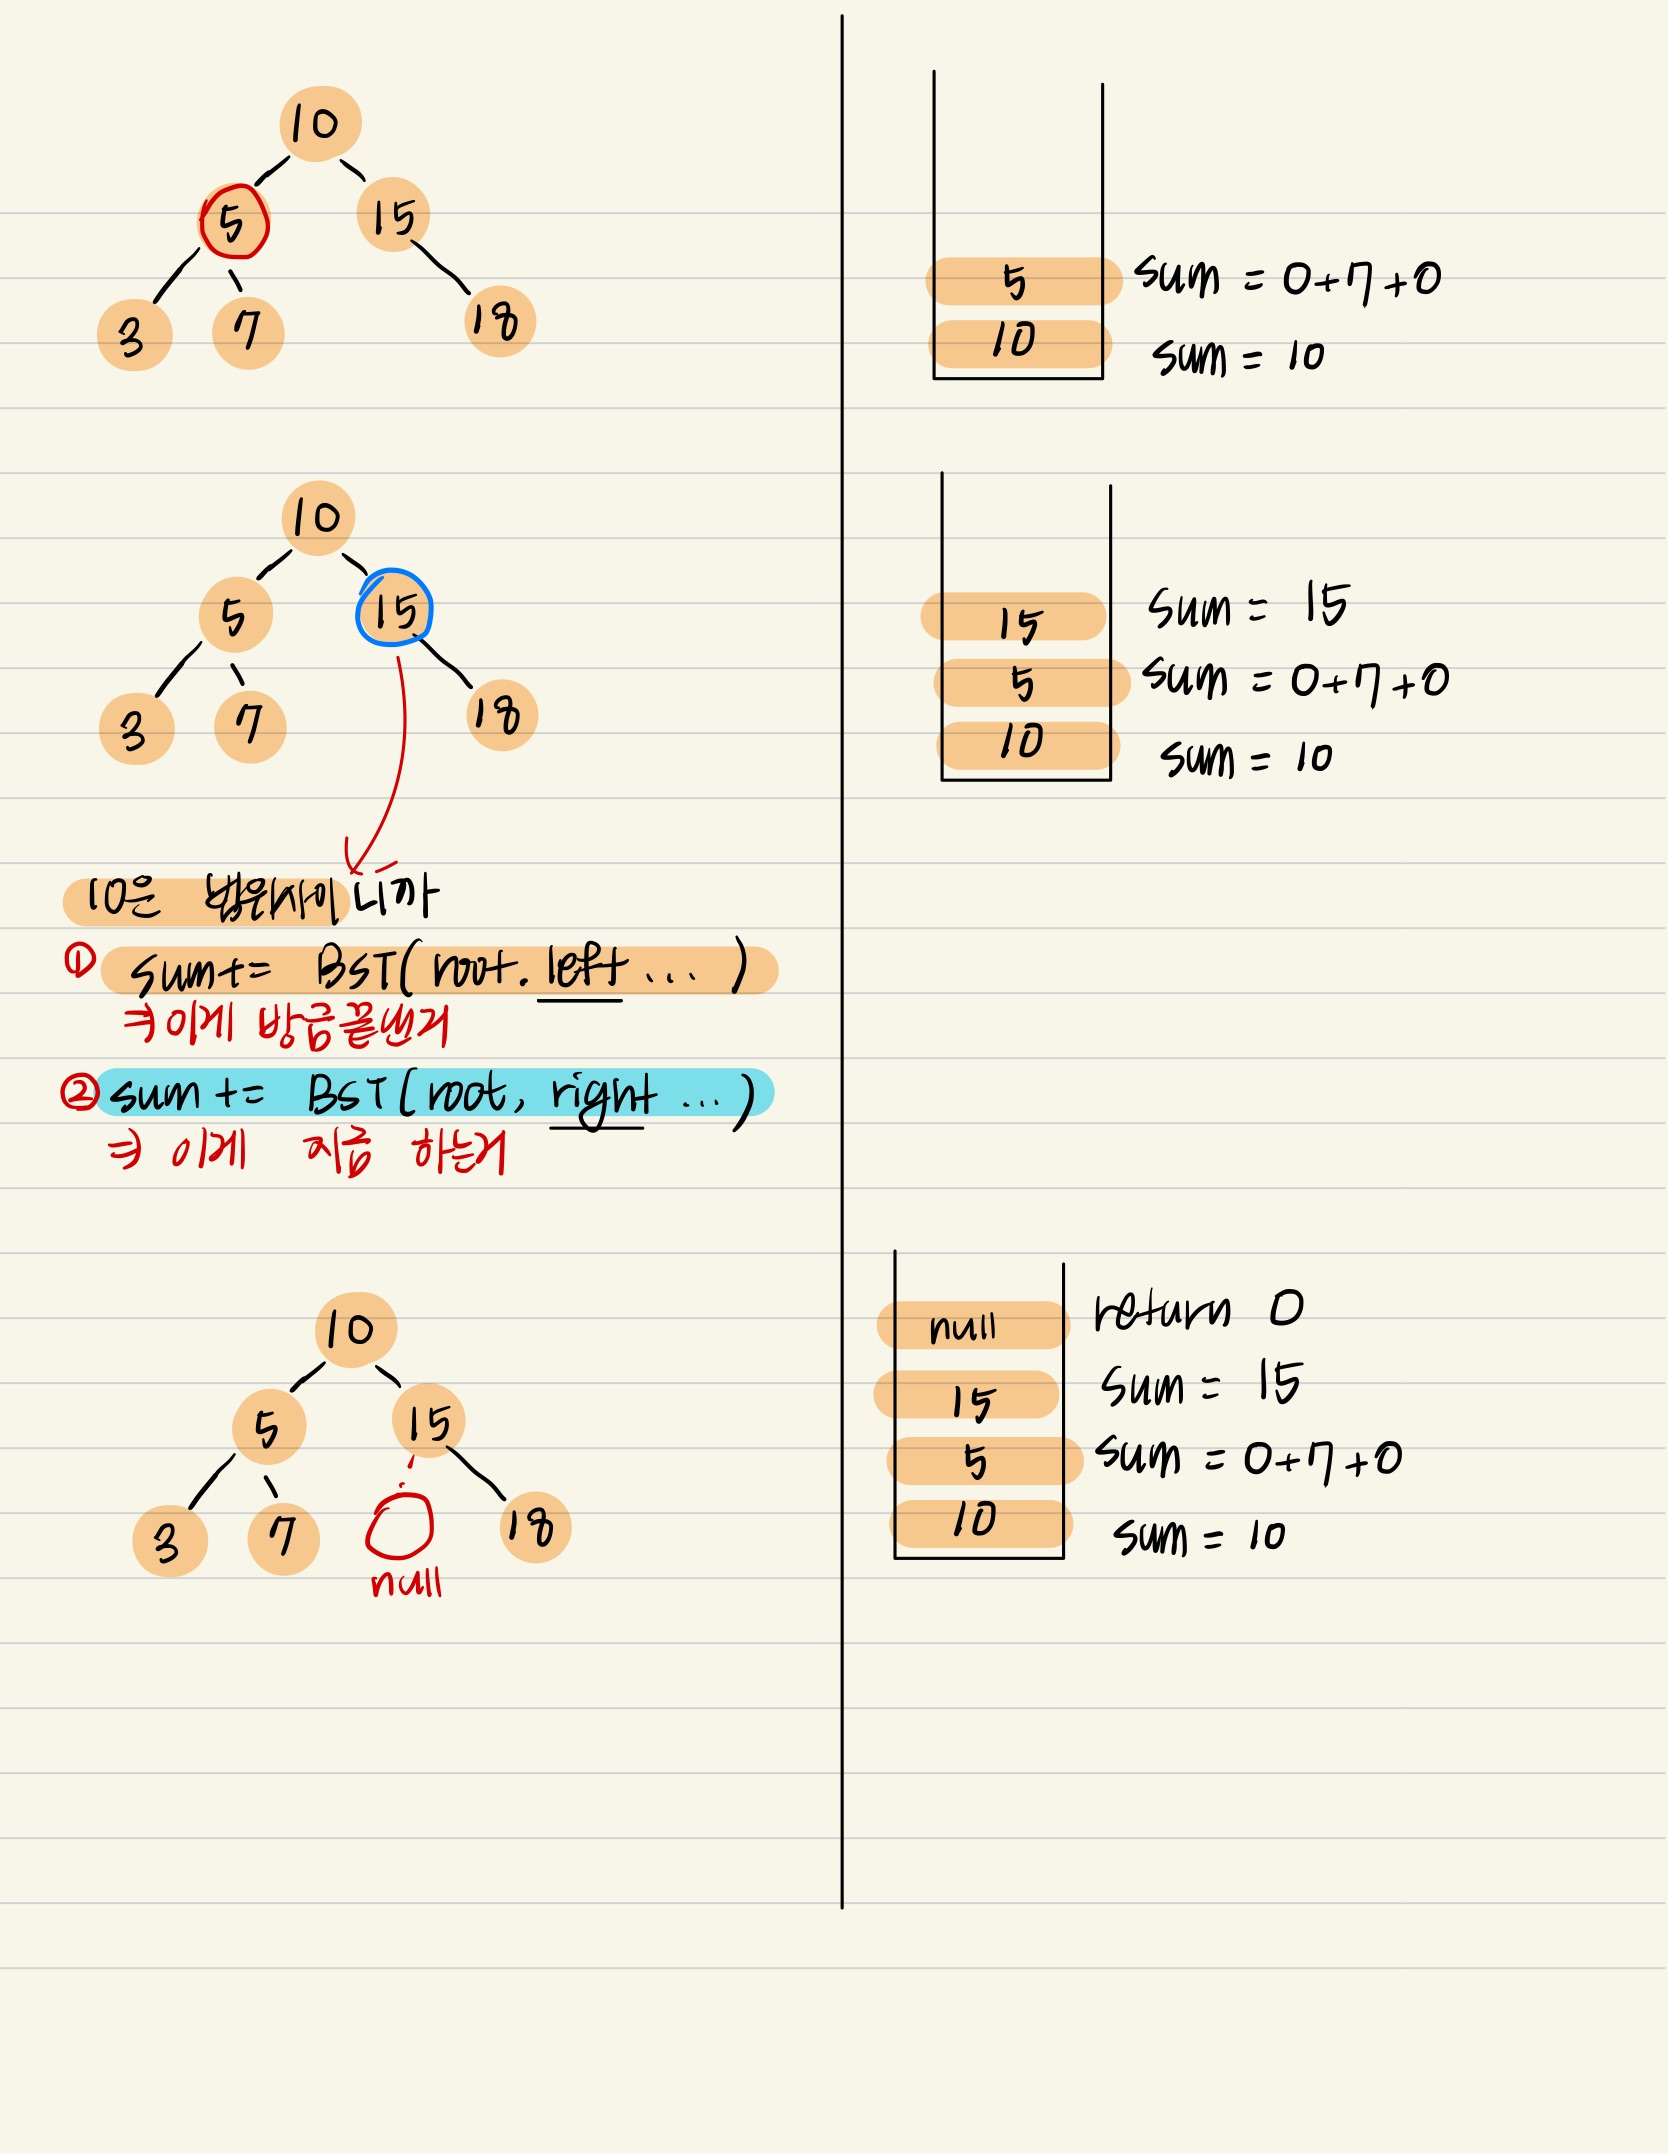 10
5 15
3 7 18
5 sum = 0+7+0
10 sum = 10
10
5 15
3 7 18
15 sum = 15
5 sum = 0+7+0
10 sum = 10
10은 범위사이니까
① sum+= BST(root.left ... )
=> 이게 방금끝낸거
② sum += BST(root, right ... )
=> 이게 지금 하는거
10
5 15
3 7 18
null
null return 0
15 sum = 15
5 sum = 0+7+0
10 sum = 10